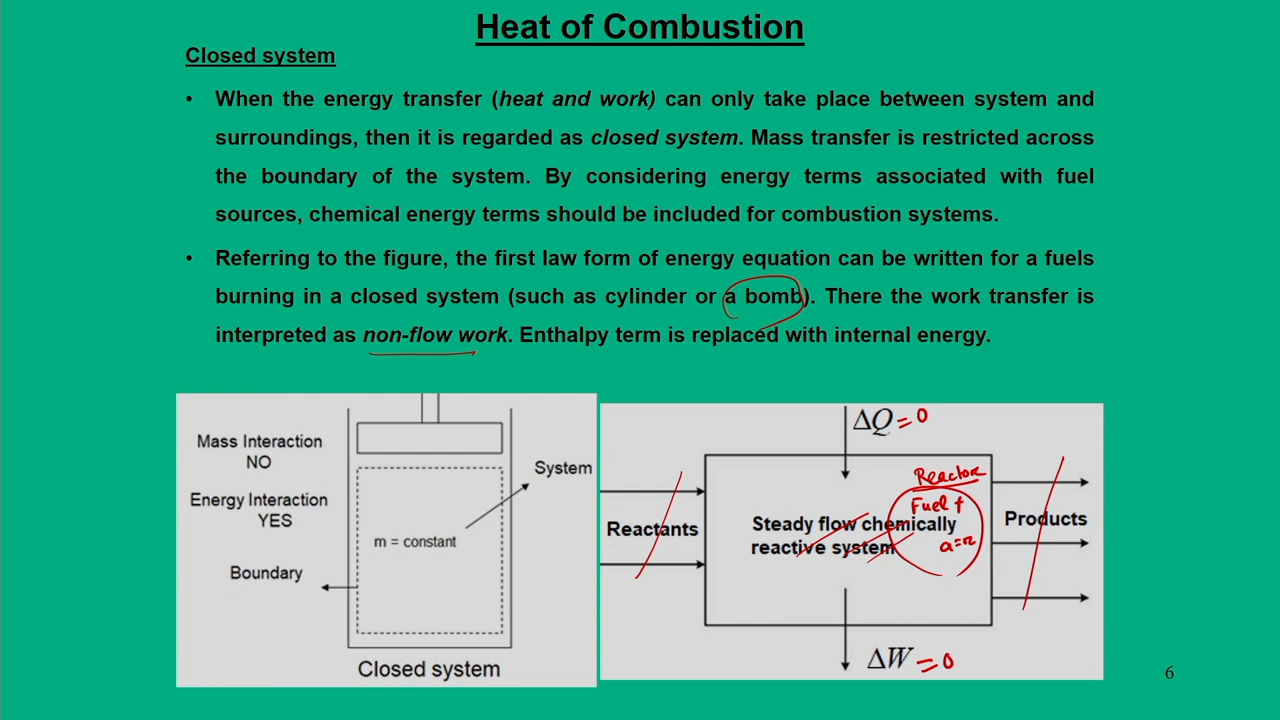 Heat of Combustion
Closed system
• When the energy transfer (heat and work) can only take place between system and
surroundings, then it is regarded as closed system. Mass transfer is restricted across
the boundary of the system. By considering energy terms associated with fuel
sources, chemical energy terms should be included for combustion systems.
• Referring to the figure, the first law form of energy equation can be written for a fuels
burning in a closed system (such as cylinder or a bomb). There the work transfer is
interpreted as non-flow work. Enthalpy term is replaced with internal energy.
Mass Interaction
NO
Energy Interaction
YES
Boundary
System
m = constant
Closed system
ΔQ = 0
Reactor
Fuel +
Reactants
Steady flow chemically
reactive system
Products
ΔW = 0
6